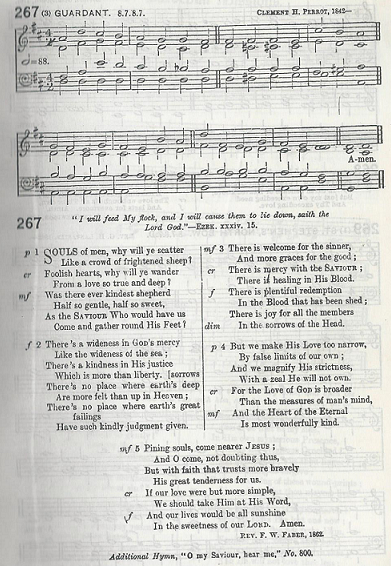 267 (3) GUARDANT. 8.7.8.7. CLEMENT H. PERROT, 1842—
=88.
A-men.
267
"I will feed My flock, and I will cause them to lie down, saith the
Lord God."—EZEK. xxxiv. 15.
p 1 SOULS of men, why will ye scatter
Like a crowd of frightened sheep?
cr Foolish hearts, why will ye wander
From a love so true and deep?
mf Was there ever kindest shepherd
Half so gentle, half so sweet,
As the SAVIOUR Who would have us
Come and gather round His Feet?
mf 2 There's a wideness in God's mercy
Like the wideness of the sea;
There's a kindness in His justice
Which is more than liberty. [sorrows
There's no place where earth's deep
Are more felt than up in Heaven;
There's no place where earth's great
failings
Have such kindly judgment given.
mf 3 There is welcome for the sinner,
And more graces for the good;
cr There is mercy with the SAVIOUR;
There is healing in His Blood.
f There is plentiful redemption
In the Blood that has been shed;
There is joy for all the members
dim In the sorrows of the Head.
p 4 But we make His Love too narrow,
By false limits of our own;
And we magnify His strictness,
With a zeal He will not own.
cr For the Love of God is broader
Than the measures of man's mind,
mf And the Heart of the Eternal
Is most wonderfully kind.
mf 5 Pining souls, come nearer JESUS;
And O come, not doubting thus,
But with faith that trusts more bravely
His great tenderness for us.
cr If our love were but more simple,
We should take Him at His Word,
f And our lives would be all sunshine
In the sweetness of our LORD. Amen.
REV. F. W. FABER, 1862.
Additional Hymn, "O my Saviour, hear me," No. 800.